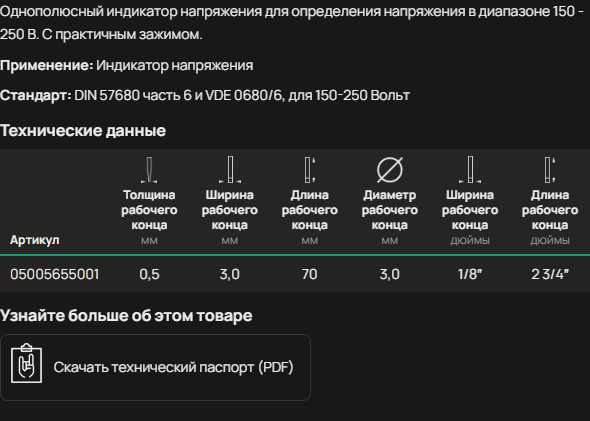 Однополюсный индикатор напряжения для определения напряжения в диапазоне 150 -
250 В. С практичным зажимом.
Применение: Индикатор напряжения
Стандарт: DIN 57680 часть 6 и VDE 0680/6, для 150-250 Вольт
Технические данные
Артикул
Толщина рабочего конца мм
Ширина рабочего конца мм
Длина рабочего конца мм
Диаметр рабочего конца мм
Ширина рабочего конца дюймы
Длина рабочего конца дюймы
05005655001 0,5 3,0 70 3,0 1/8″ 2 3/4″
Узнайте больше об этом товаре
Скачать технический паспорт (PDF)